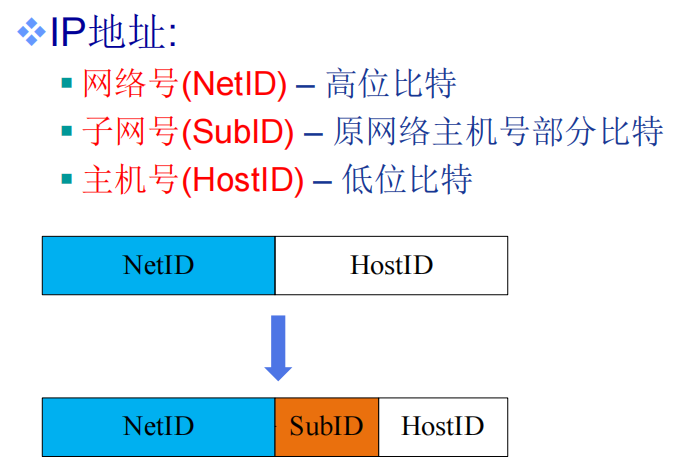 IP地址:
网络号(NetID) – 高位比特
子网号(SubID) – 原网络主机号部分比特
主机号(HostID) – 低位比特
NetID HostID
NetID SubID HostID